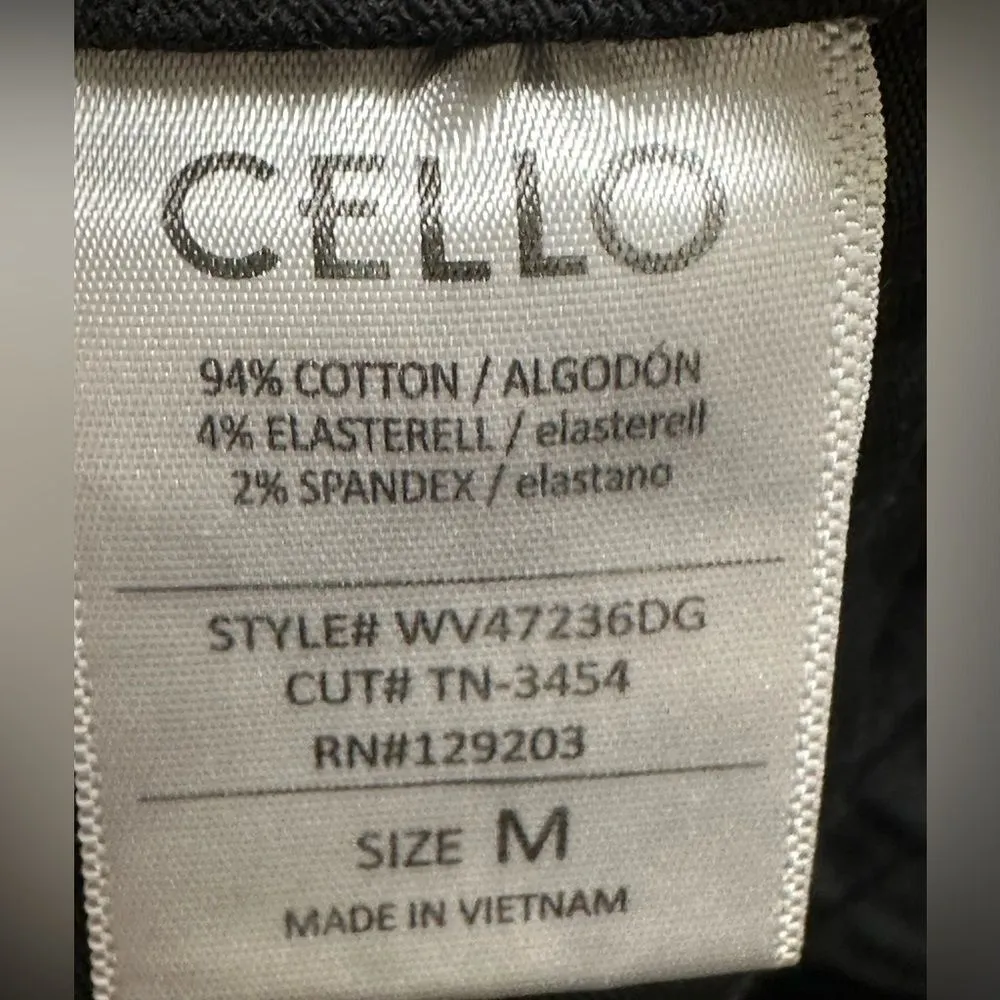 CELLO
94% COTTON / ALGODÓN
4% ELASTERELL / elasterell
2% SPANDEX / elastano
STYLE# WV47236DG
CUT# TN-3454
RN#129203
SIZE M
MADE IN VIETNAM